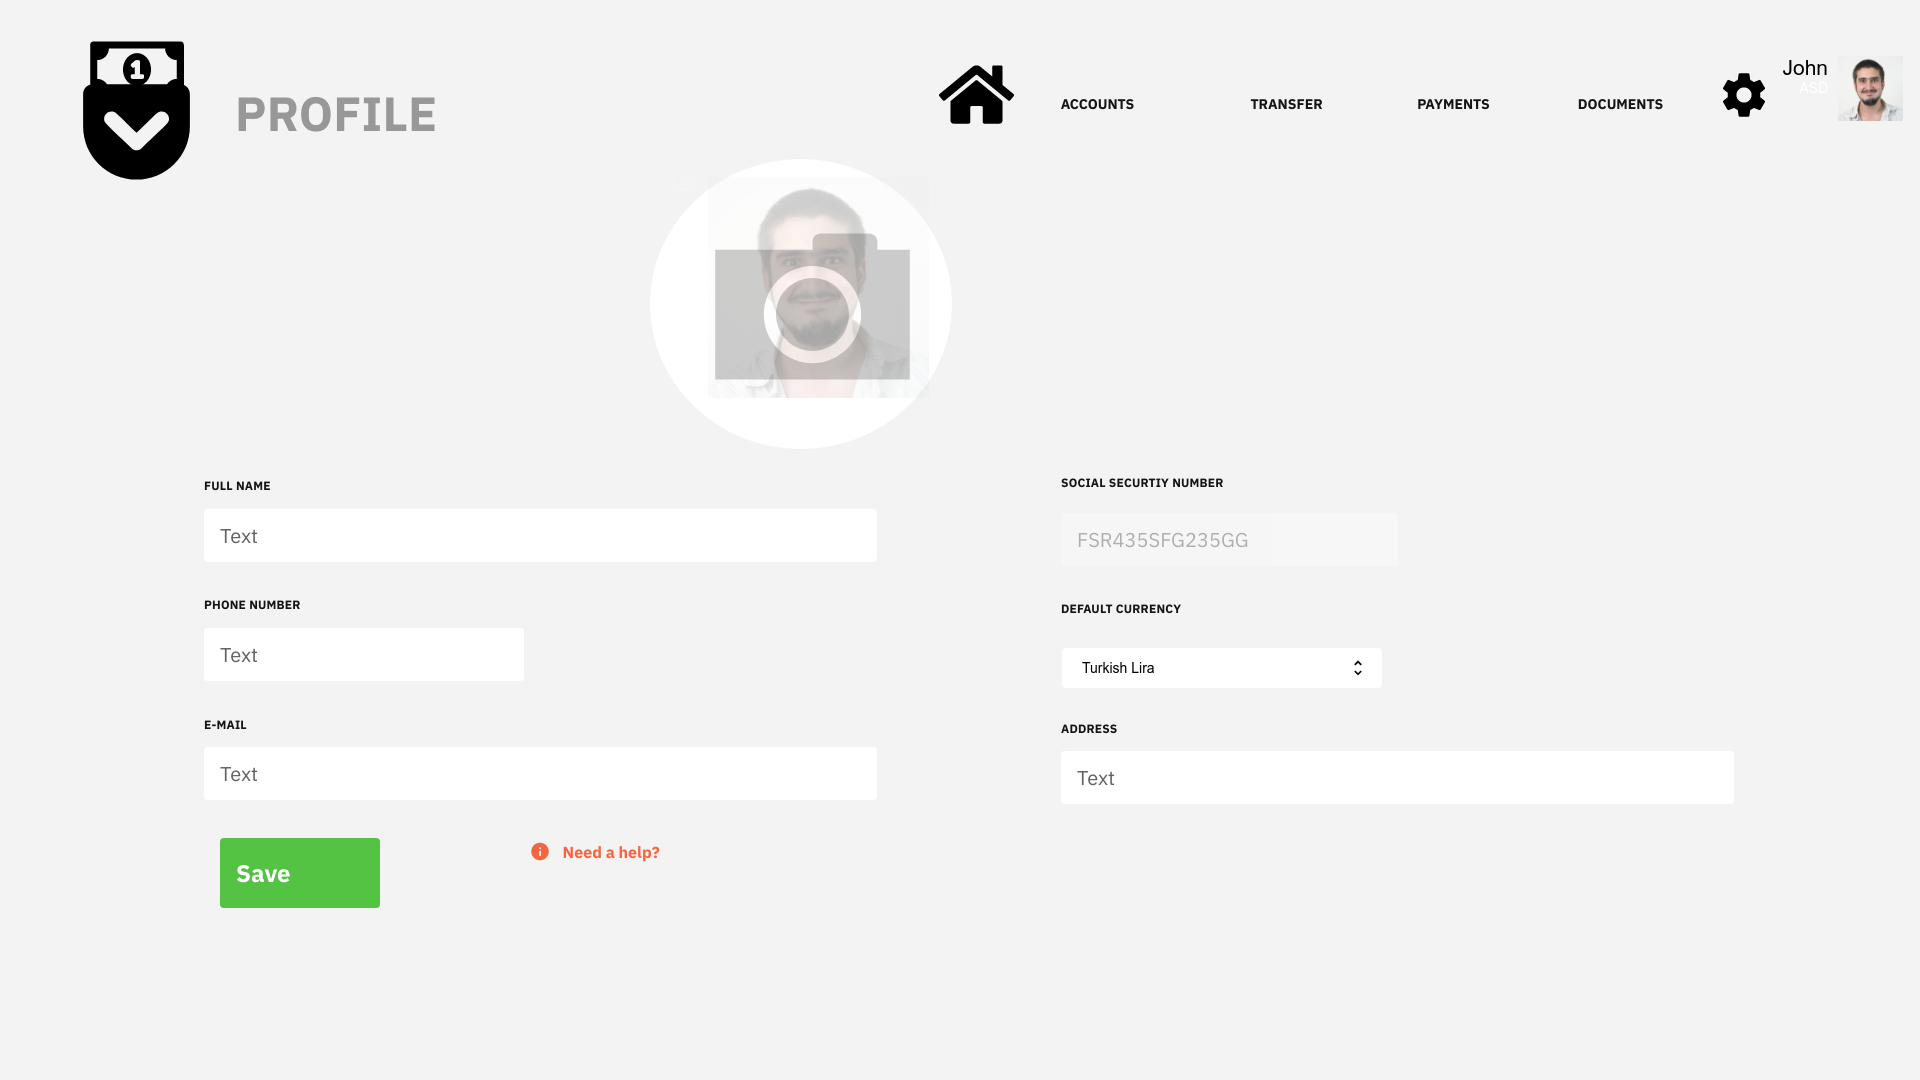 1
PROFILE
ACCOUNTS
TRANSFER
PAYMENTS
DOCUMENTS
John
ASD
FULL NAME
Text
PHONE NUMBER
Text
E-MAIL
Text
SOCIAL SECURTIY NUMBER
FSR435SFG235GG
DEFAULT CURRENCY
Turkish Lira
ADDRESS
Text
Save
Need a help?